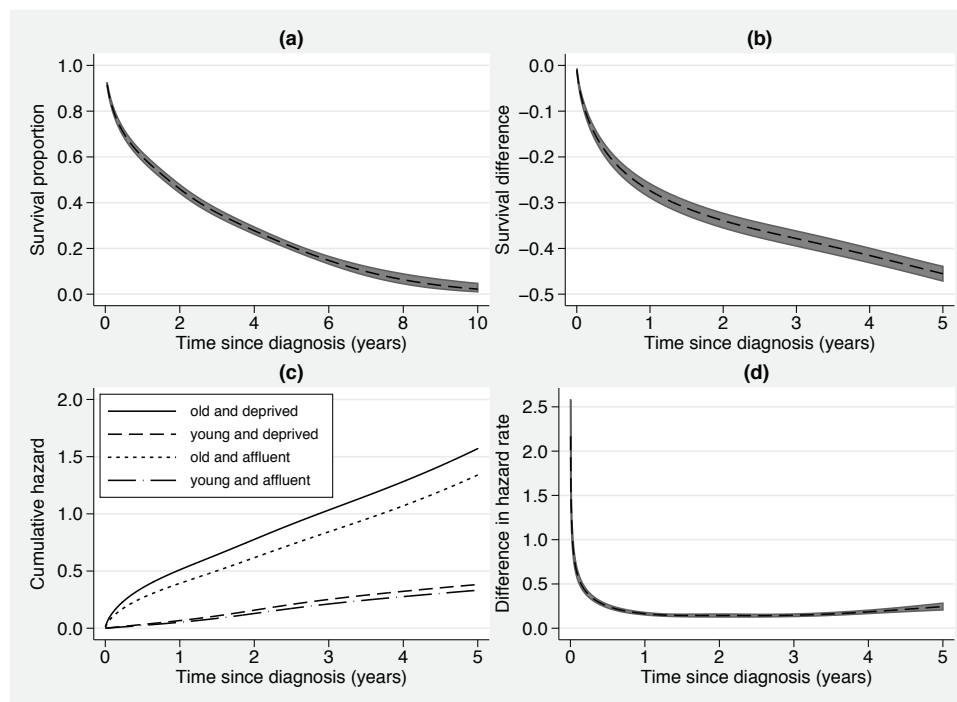 (a)
Survival proportion
1.0
0.8
0.6
0.4
0.2
0.0
0 2 4 6 8 10
Time since diagnosis (years)
(b)
Survival difference
0.0
−0.1
−0.2
−0.3
−0.4
−0.5
0 1 2 3 4 5
Time since diagnosis (years)
(c)
Cumulative hazard
2.0
1.5
1.0
0.5
0.0
old and deprived
young and deprived
old and affluent
young and affluent
0 1 2 3 4 5
Time since diagnosis (years)
(d)
Difference in hazard rate
2.5
2.0
1.5
1.0
0.5
0.0
0 1 2 3 4 5
Time since diagnosis (years)